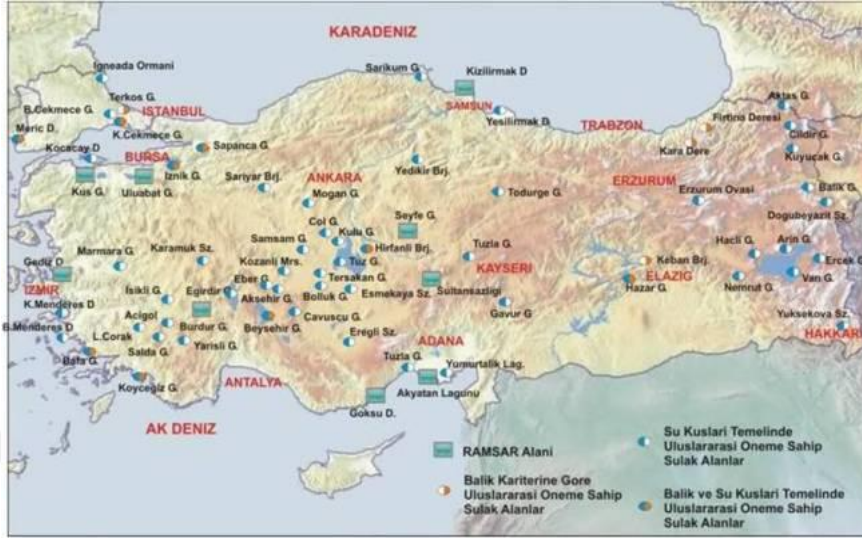 KARADENIZ
Igneada Ormani
Sarikum G.
Kizilirmak D
Terkos G.
B.Cekmece G.
ISTANBUL
SAMSUN
Aktas G.
Meric D.
K.Cekmece G.
Yesilirmak D.
TRABZON
Firtina Deresi
Cildir G.
Kocacay D
BURSA
Sapanca G.
Kara Dere
Kuyucak G.
Kus G.
Uluabat G.
Iznik G.
Sariyar Brj.
ANKARA
Yedikir Brj.
ERZURUM
Mogan G.
Todurge G.
Erzurum Ovasi
Balik G.
Seyfe G.
Dogubeyazit Sz.
Col G.
Kulu G.
Samsam G.
Hirfanli Brj.
Tuzla G.
Hacli G.
Arin G.
Marmara G.
Karamuk Sz.
Kozanli Mrs.
Tuz G.
KAYSERI
Keban Brj.
Ercek G.
Gediz D
IZMIR
Eber G.
Tersakan G.
ELAZIG
Isikli G.
Egirdir G.
Aksehir G.
Bolluk G.
Esmekaya Sz.
Sultansazligi
Hazar G.
Nemrut G.
Van G.
K.Menderes D
Acigol
Burdur G.
Beysehir G.
Cavuscu G.
Gavur G.
Yuksekova Sz.
B.Menderes D
L.Corak
Eregli Sz.
ADANA
HAKKARI
Bafa G.
Salda G.
Yarisli G.
Tuzla G.
Yumurtalik Lag.
Koycegiz G.
ANTALYA
Akyatan Lagunu
Goksu D.
AK DENIZ
RAMSAR Alani
Balik Kariterine Gore
Uluslararasi Oneme Sahip
Sulak Alanlar
Su Kuslari Temelinde
Uluslararasi Oneme Sahip
Sulak Alanlar
Balik ve Su Kuslari Temelinde
Uluslararasi Oneme Sahip
Sulak Alanlar